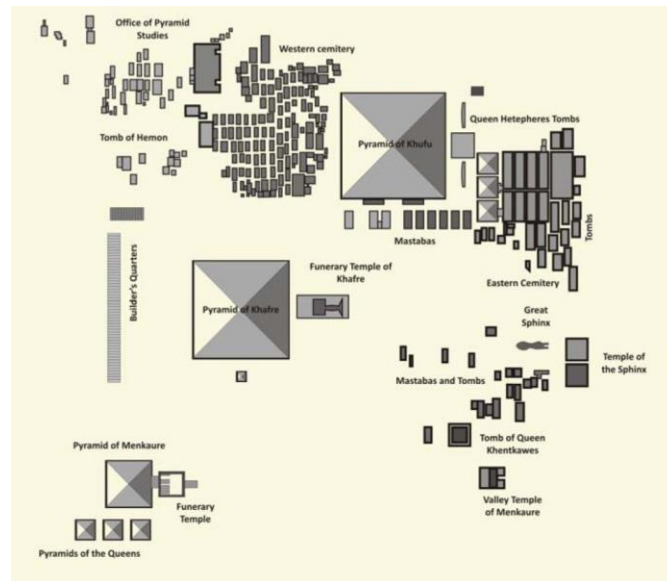 Office of Pyramid
Studies
Western cemitery
Pyramid of Khufu
Queen Hetepheres Tombs
Tomb of Hemon
Mastabas
Tombs
Eastern Cemitery
Builder's Quarters
Pyramid of Khafre
Funerary Temple of
Khafre
Great
Sphinx
Temple of
the Sphinx
Mastabas and Tombs
Tomb of Queen
Khentkawes
Pyramid of Menkaure
Funerary
Temple
Valley Temple
of Menkaure
Pyramids of the Queens